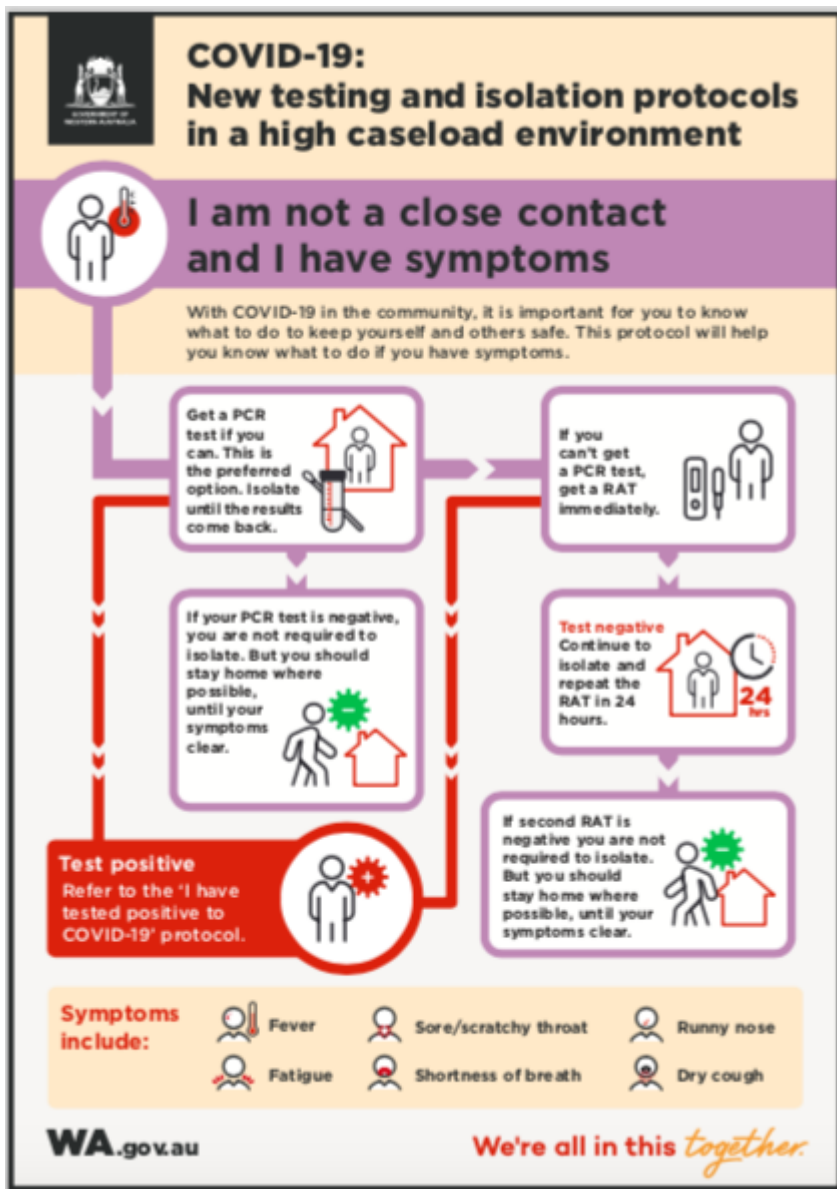 GOVERNMENT OF
WESTERN AUSTRALIA
COVID-19:
New testing and isolation protocols
in a high caseload environment
I am not a close contact
and I have symptoms
With COVID-19 in the community, it is important for you to know
what to do to keep yourself and others safe. This protocol will help
you know what to do if you have symptoms.
Get a PCR
test if you
can. This is
the preferred
option. Isolate
until the results
come back.
If you
can't get
a PCR test,
get a RAT
immediately.
If your PCR test is negative,
you are not required to
isolate. But you should
stay home where
possible,
until your
symptoms
clear.
Test negative
Continue to
isolate and
repeat the
RAT in 24
hours.
24
hrs
If second RAT is
negative you are not
required to isolate.
But you should
stay home where
possible, until your
symptoms clear.
Test positive
Refer to the 'I have
tested positive to
COVID-19' protocol.
Symptoms
include:
Fever
Sore/scratchy throat
Runny nose
Fatigue
Shortness of breath
Dry cough
WA.gov.au
We're all in this together.